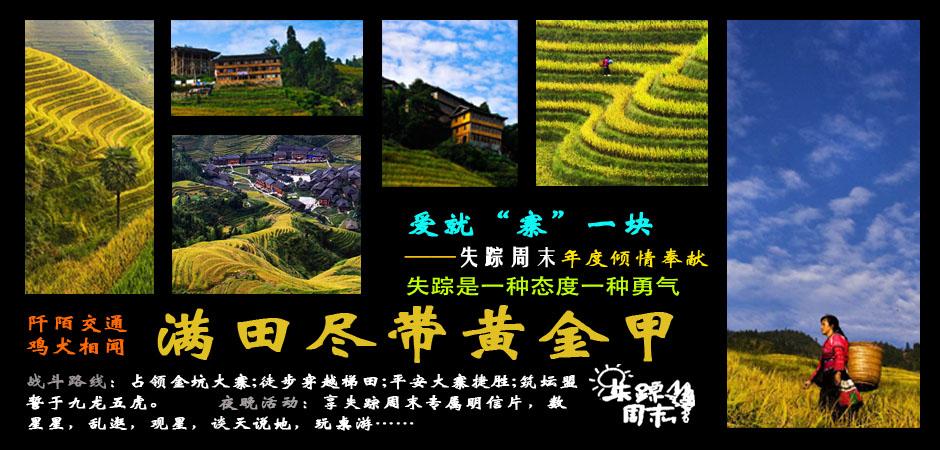 爱就“寨”一块
——失踪周末年度倾情奉献
失踪是一种态度一种勇气
阡陌交通
鸡犬相闻
满田尽带黄金甲
战斗路线：占领金坑大寨;徒步穿越梯田;平安大寨捷胜;筑坛盟
誓于九龙五虎。 夜晚活动：享失踪周末专属明信片，数
星星，乱逛，观星，谈天说地，玩桌游……
失踪
周末